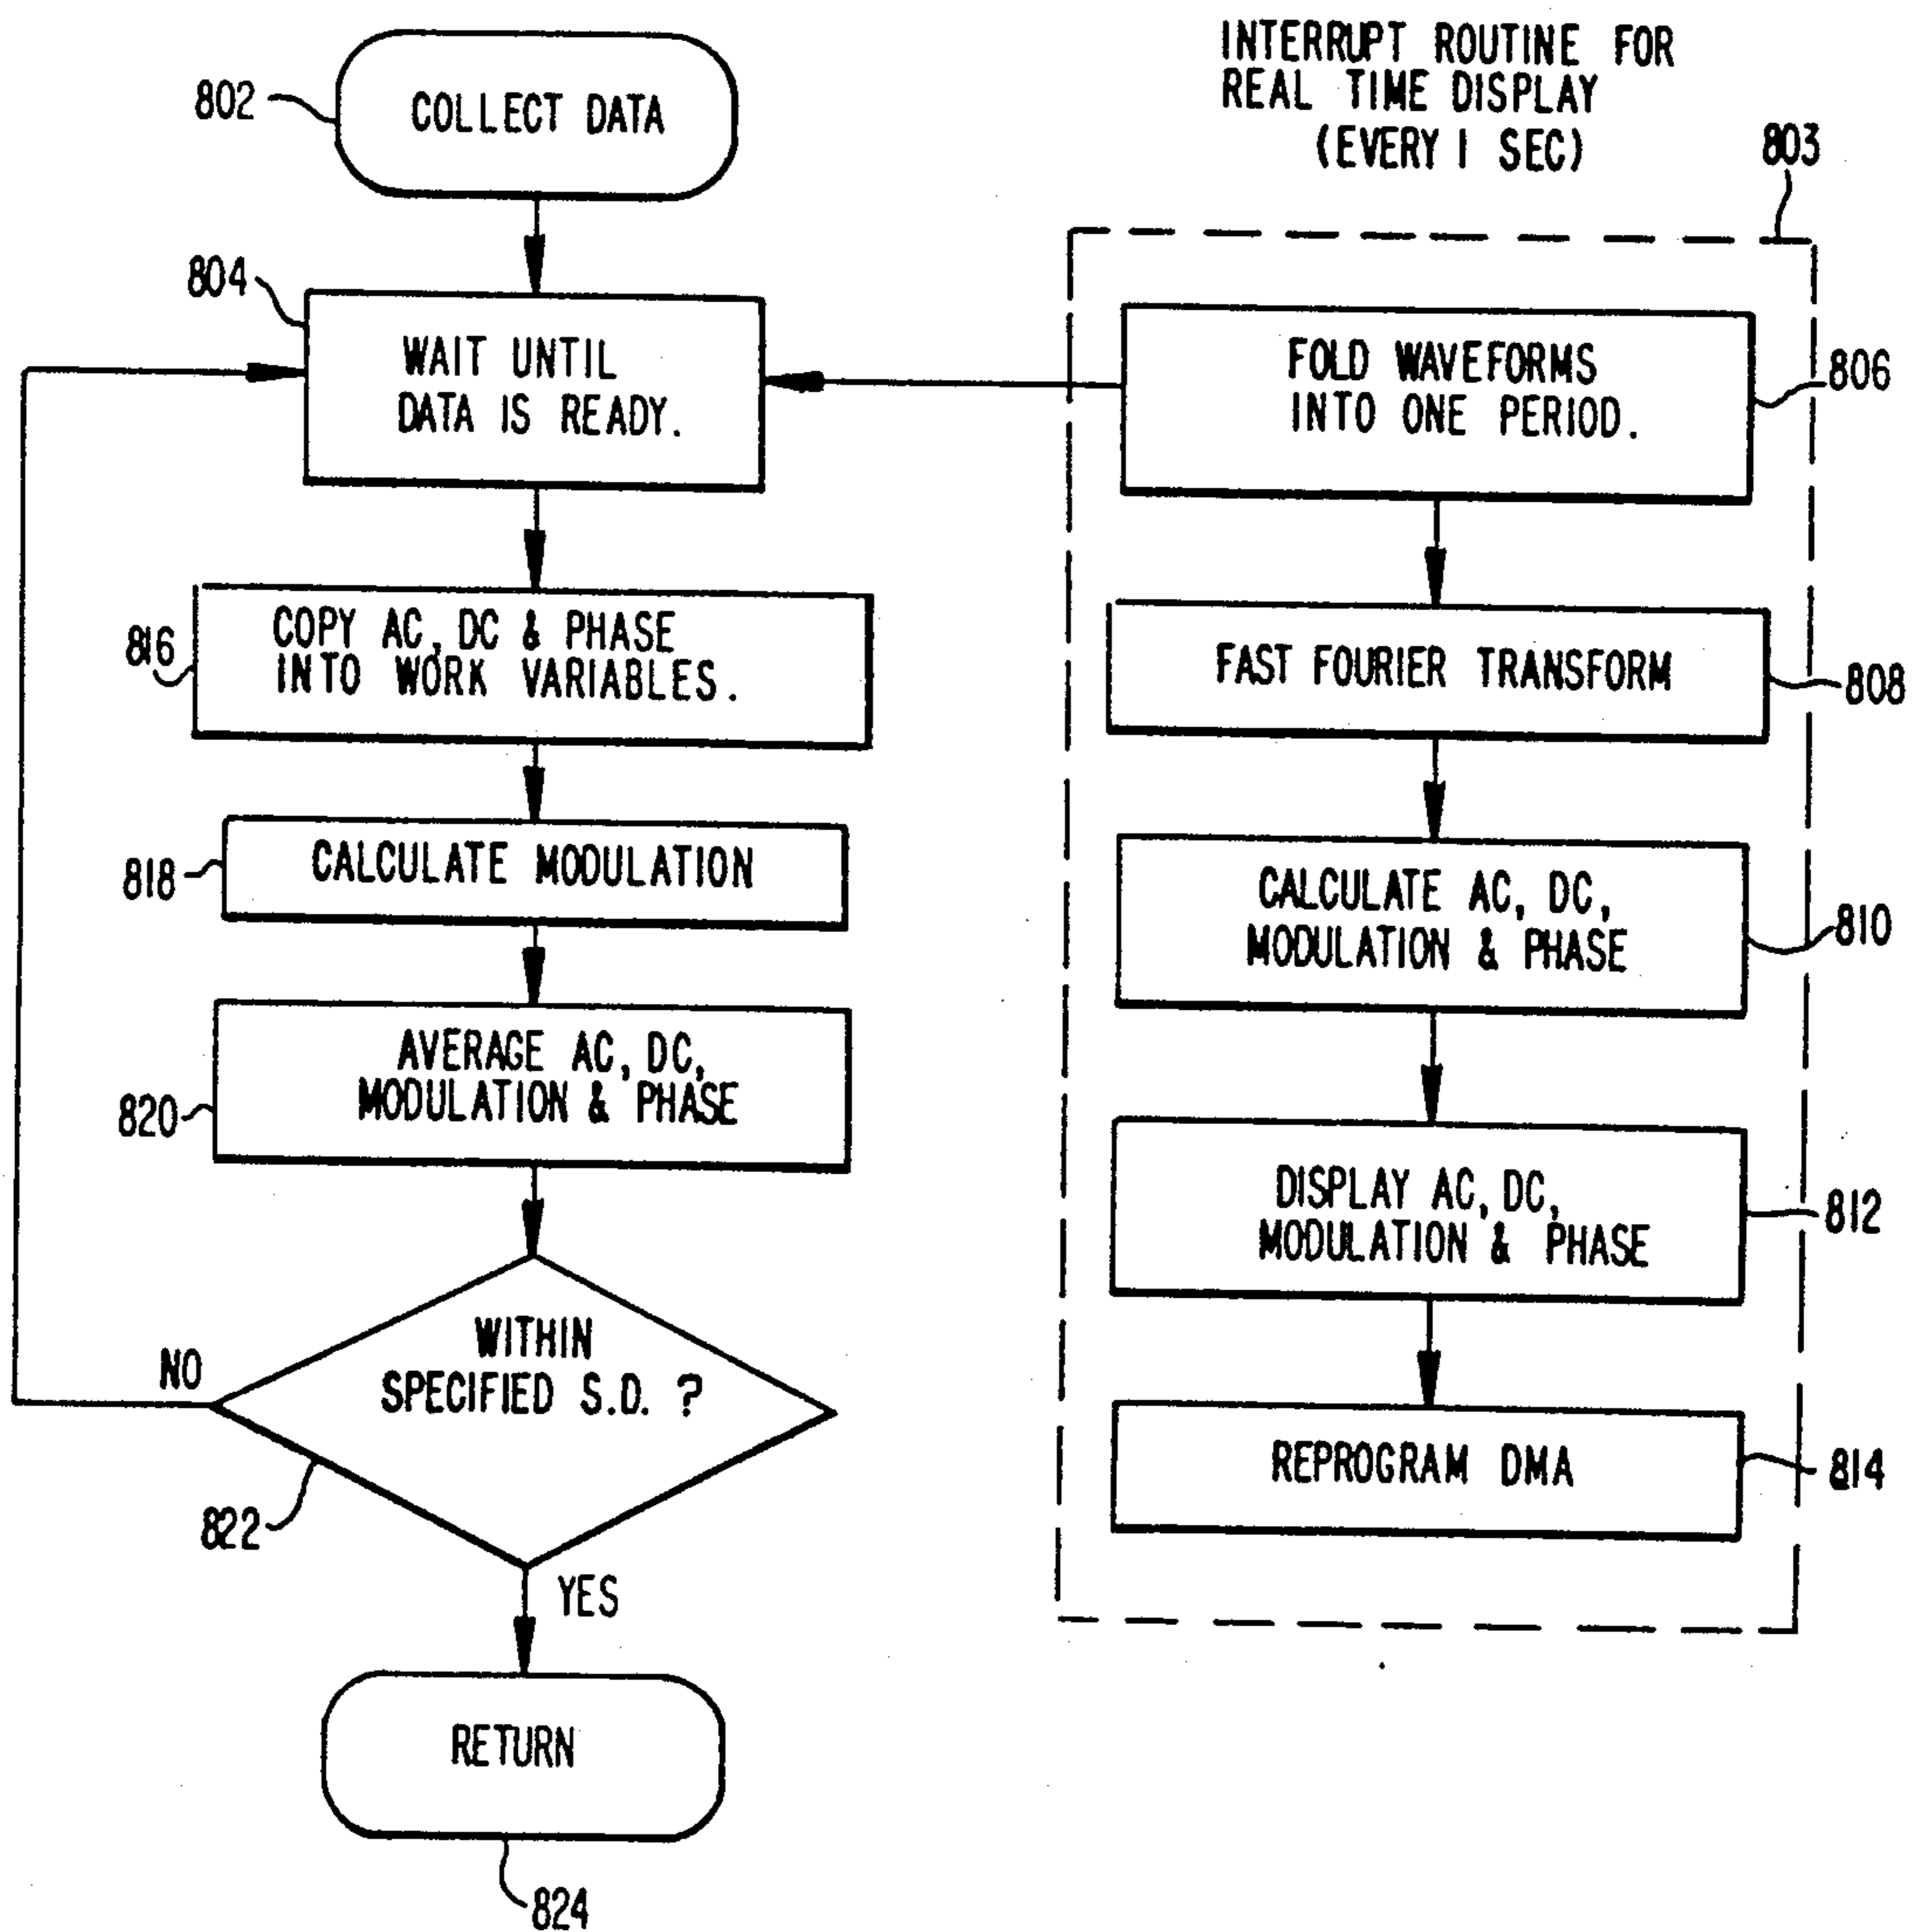 INTERRUPT ROUTINE FOR
REAL TIME DISPLAY
(EVERY 1 SEC)
803
802
COLLECT DATA
804
WAIT UNTIL
DATA IS READY.
FOLD WAVEFORMS
INTO ONE PERIOD.
806
816
COPY AC, DC & PHASE
INTO WORK VARIABLES.
FAST FOURIER TRANSFORM
808
818
CALCULATE MODULATION
CALCULATE AC, DC,
MODULATION & PHASE
810
820
AVERAGE AC, DC,
MODULATION & PHASE
DISPLAY AC, DC,
MODULATION & PHASE
812
NO
WITHIN
SPECIFIED S.D. ?
822
YES
REPROGRAM DMA
814
RETURN
824